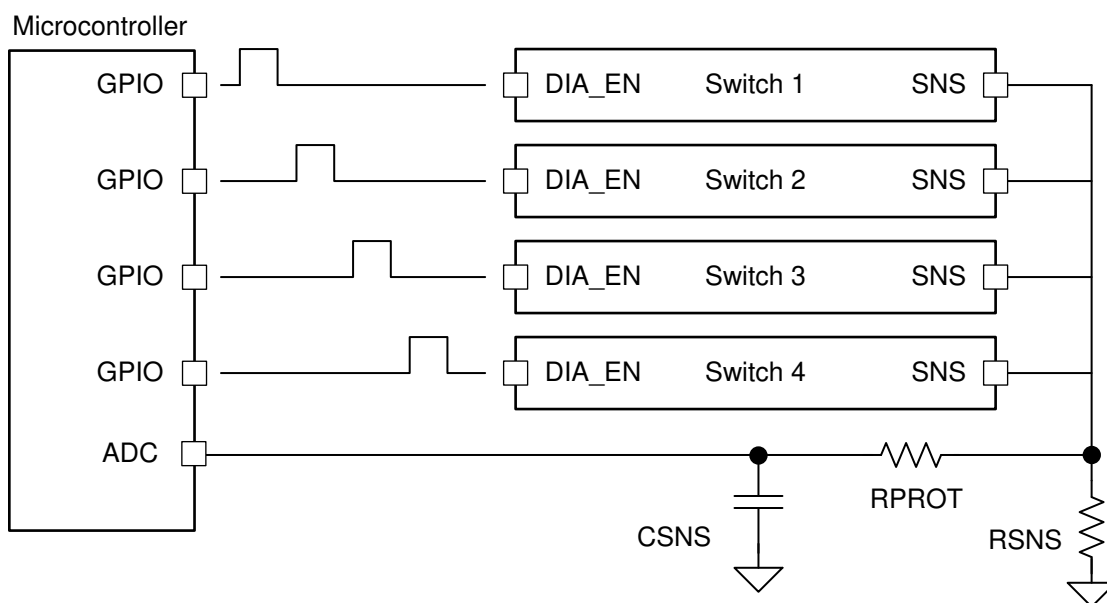 Microcontroller
GPIO DIA_EN Switch 1 SNS
GPIO DIA_EN Switch 2 SNS
GPIO DIA_EN Switch 3 SNS
GPIO DIA_EN Switch 4 SNS
ADC
RPROT
CSNS RSNS